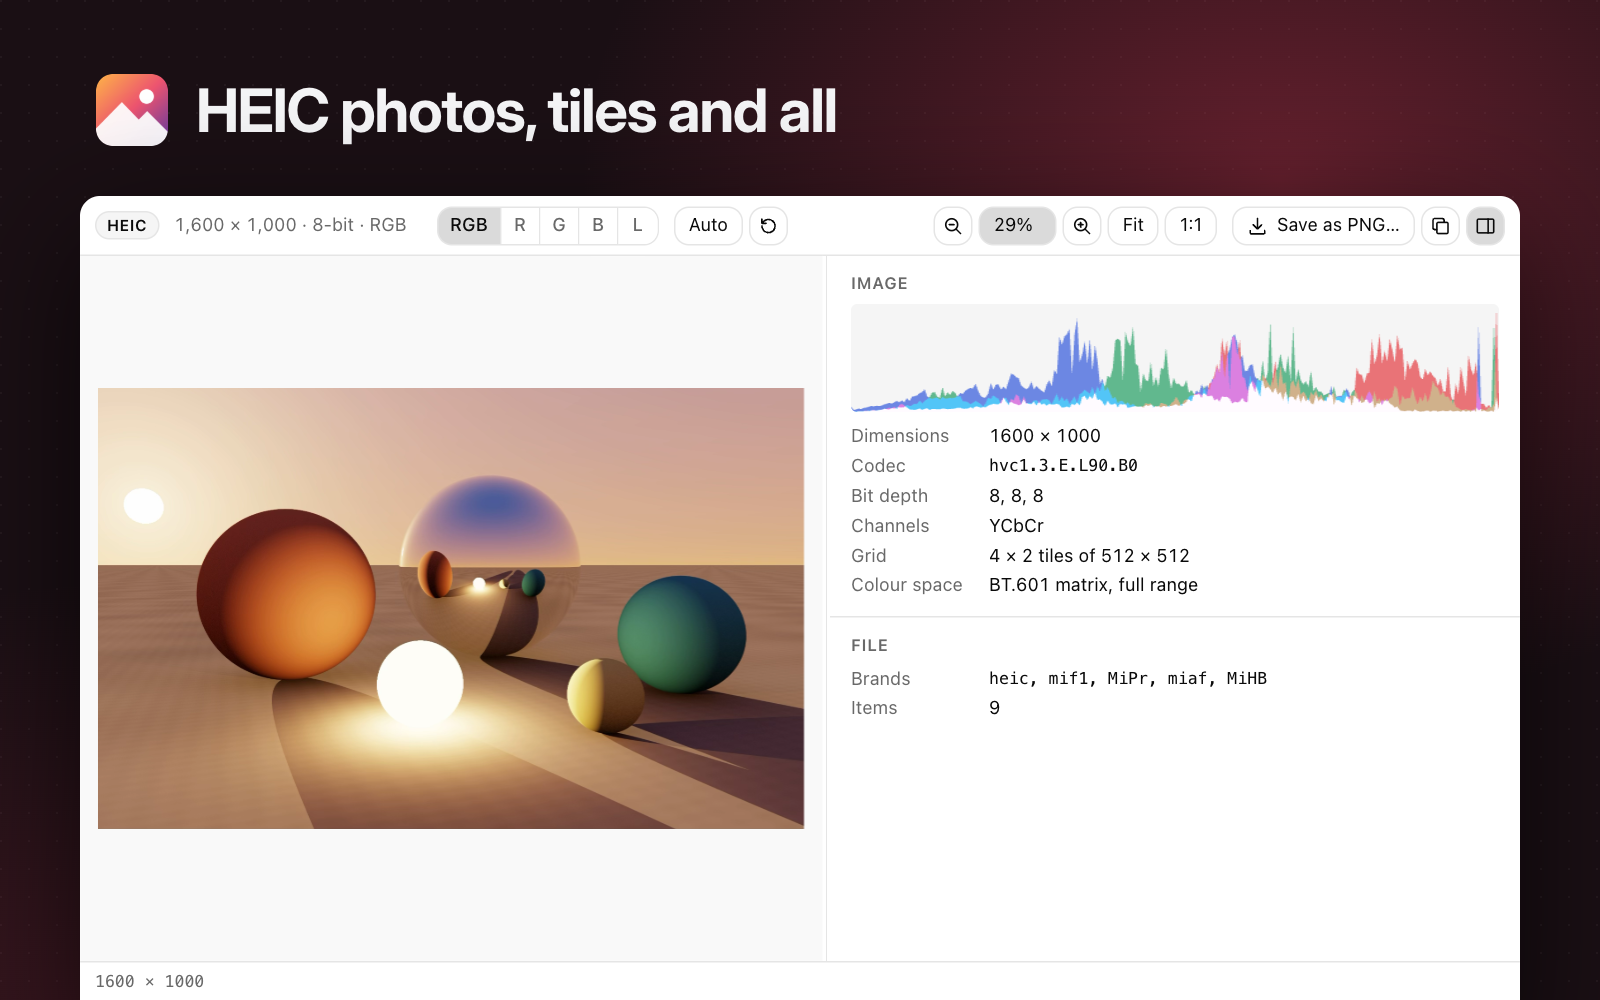 HEIC photos, tiles and all
HEIC 1,600 × 1,000 · 8-bit · RGB RGB R G B L Auto 29% Fit 1:1 Save as PNG...
IMAGE
Dimensions 1600 × 1000
Codec hvc1.3.E.L90.B0
Bit depth 8, 8, 8
Channels YCbCr
Grid 4 × 2 tiles of 512 × 512
Colour space BT.601 matrix, full range
FILE
Brands heic, mif1, MiPr, miaf, MiHB
Items 9
1600 × 1000